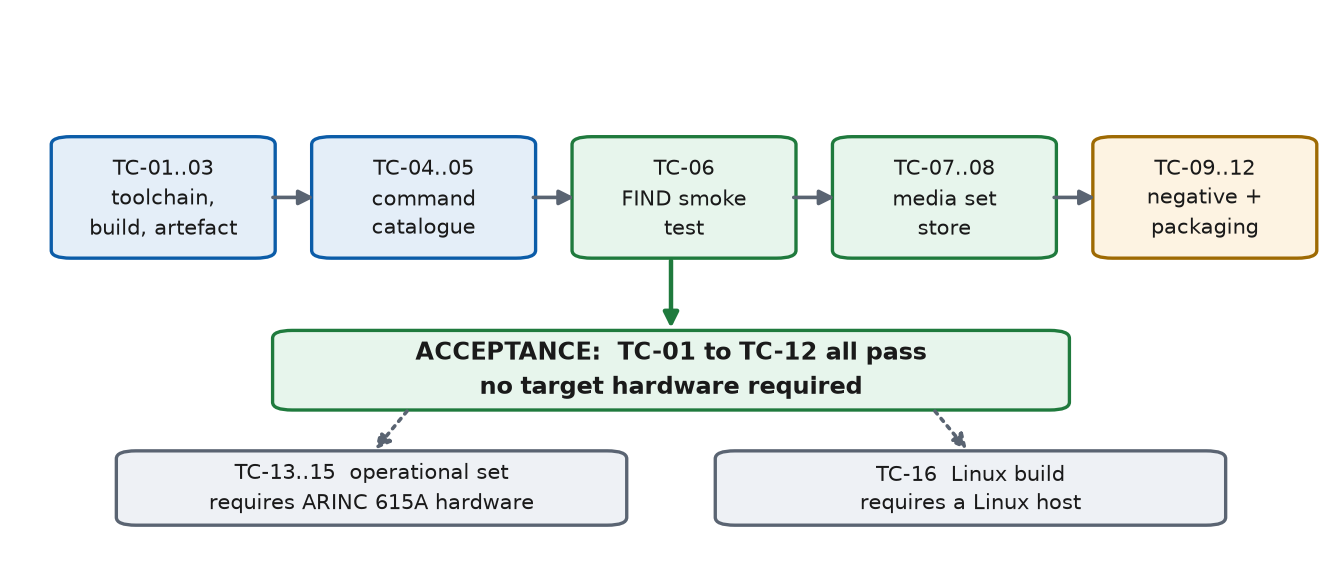 TC-01..03
toolchain,
build, artefact
TC-04..05
command
catalogue
TC-06
FIND smoke
test
TC-07..08
media set
store
TC-09..12
negative +
packaging
ACCEPTANCE:  TC-01 to TC-12 all pass
no target hardware required
TC-13..15  operational set
requires ARINC 615A hardware
TC-16  Linux build
requires a Linux host